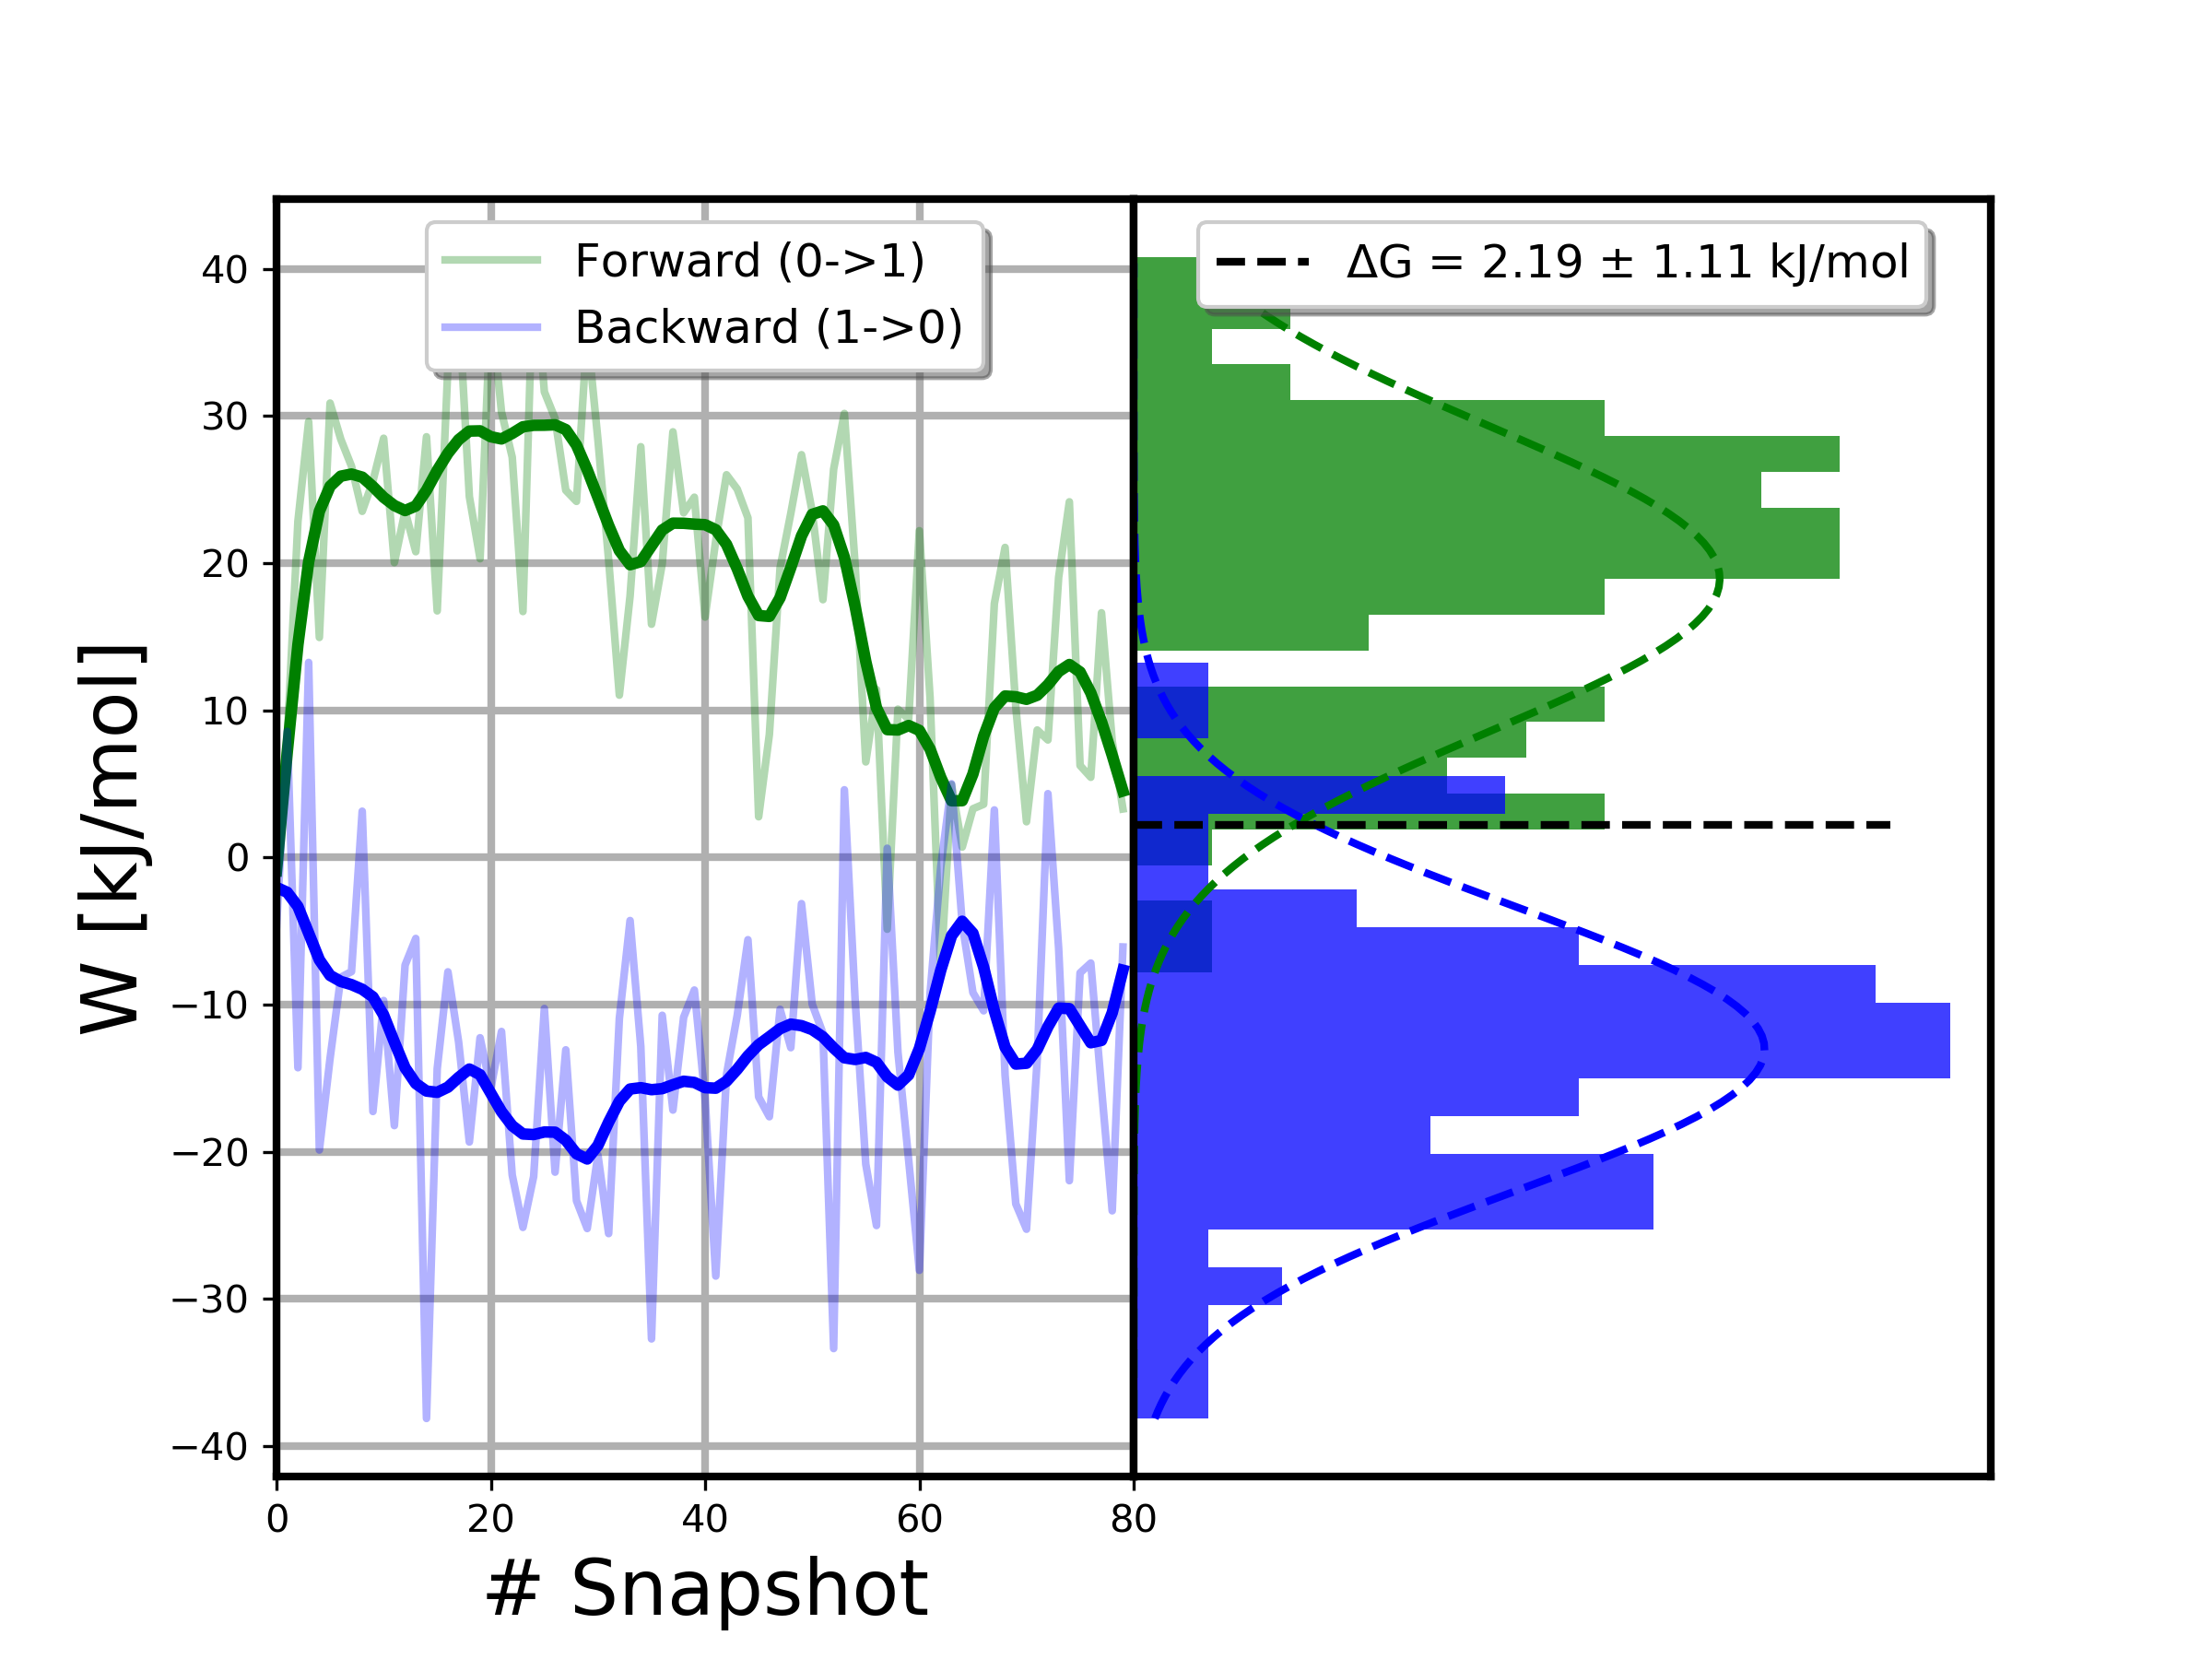 Forward (0->1)
Backward (1->0)
ΔG = 2.19 ± 1.11 kJ/mol
40
30
20
10
0
−10
−20
−30
−40
W [kJ/mol]
0 20 40 60 80
# Snapshot